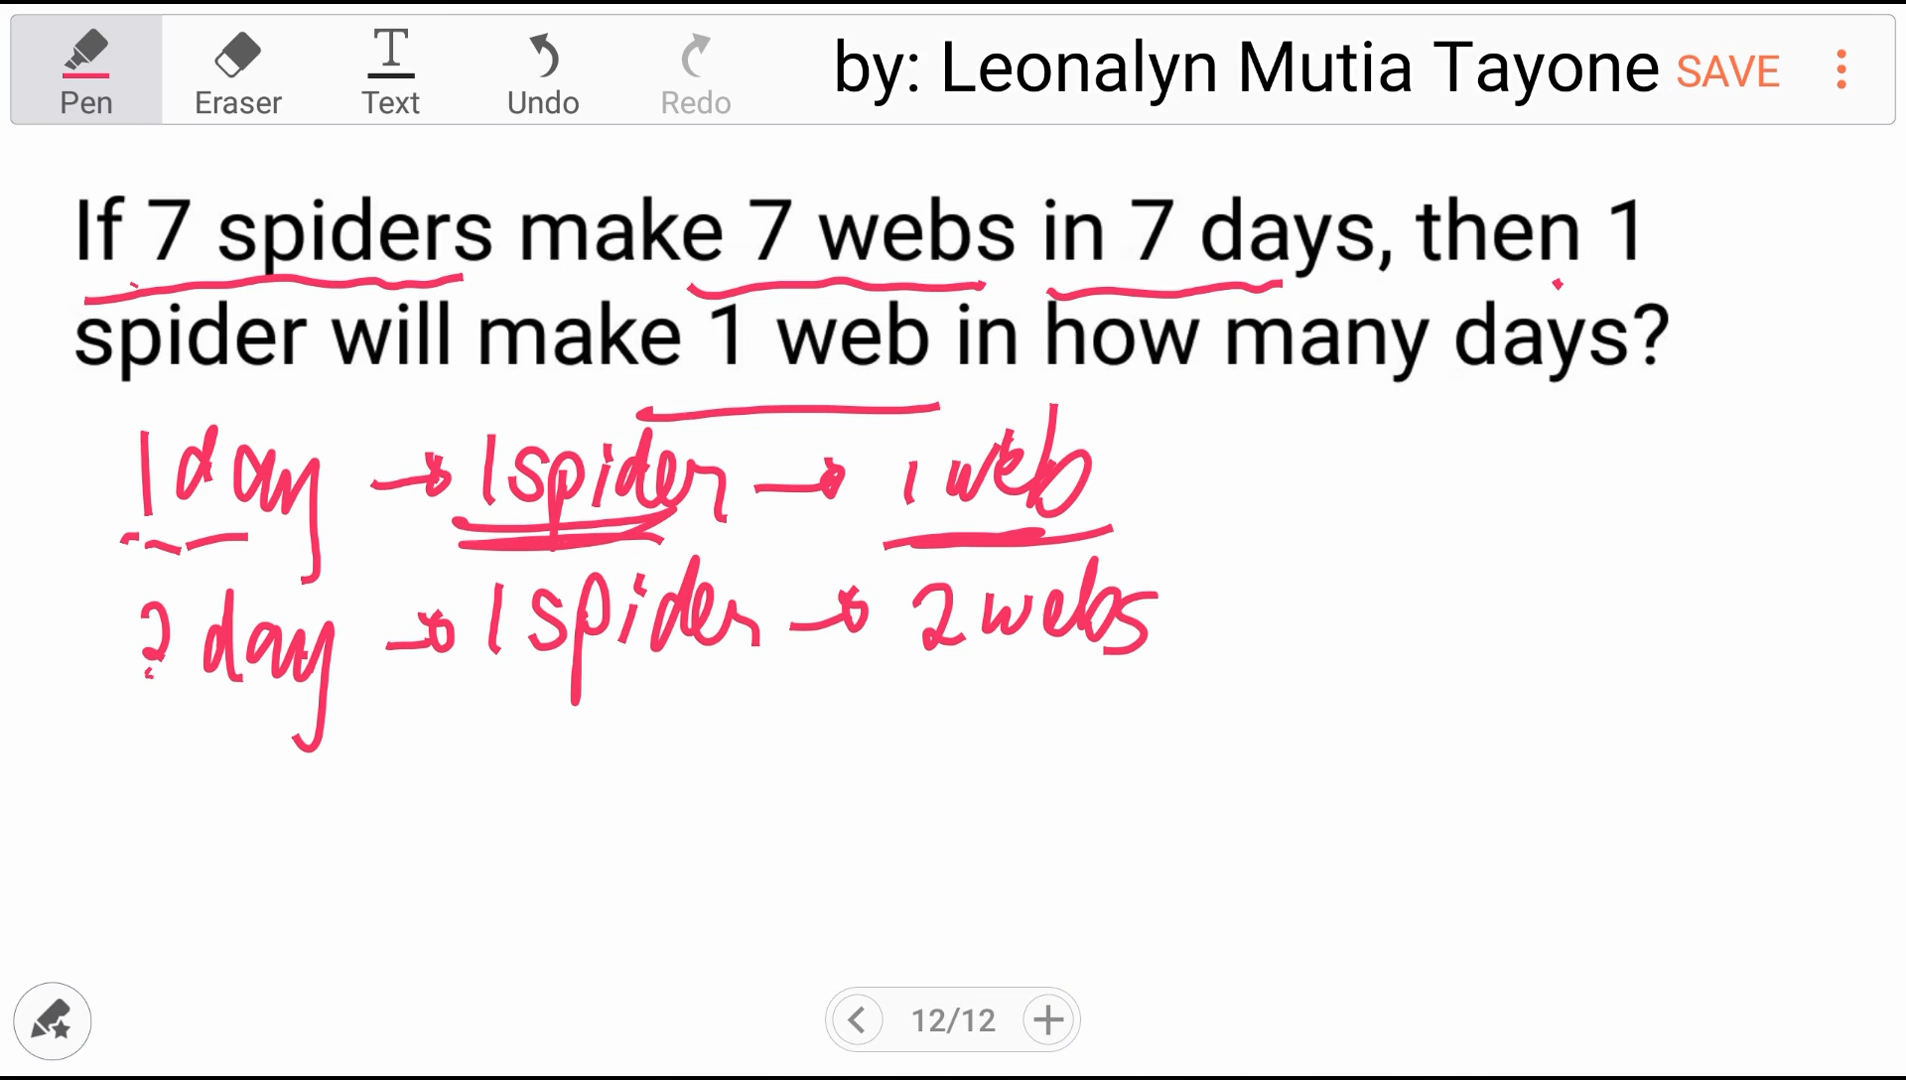 Pen
Eraser
Text
Undo
Redo
by: Leonalyn Mutia Tayone
SAVE
If 7 spiders make 7 webs in 7 days, then 1
spider will make 1 web in how many days?
1 day → 1 spider → 1 web
2 day → 1 spider → 2 webs
12/12